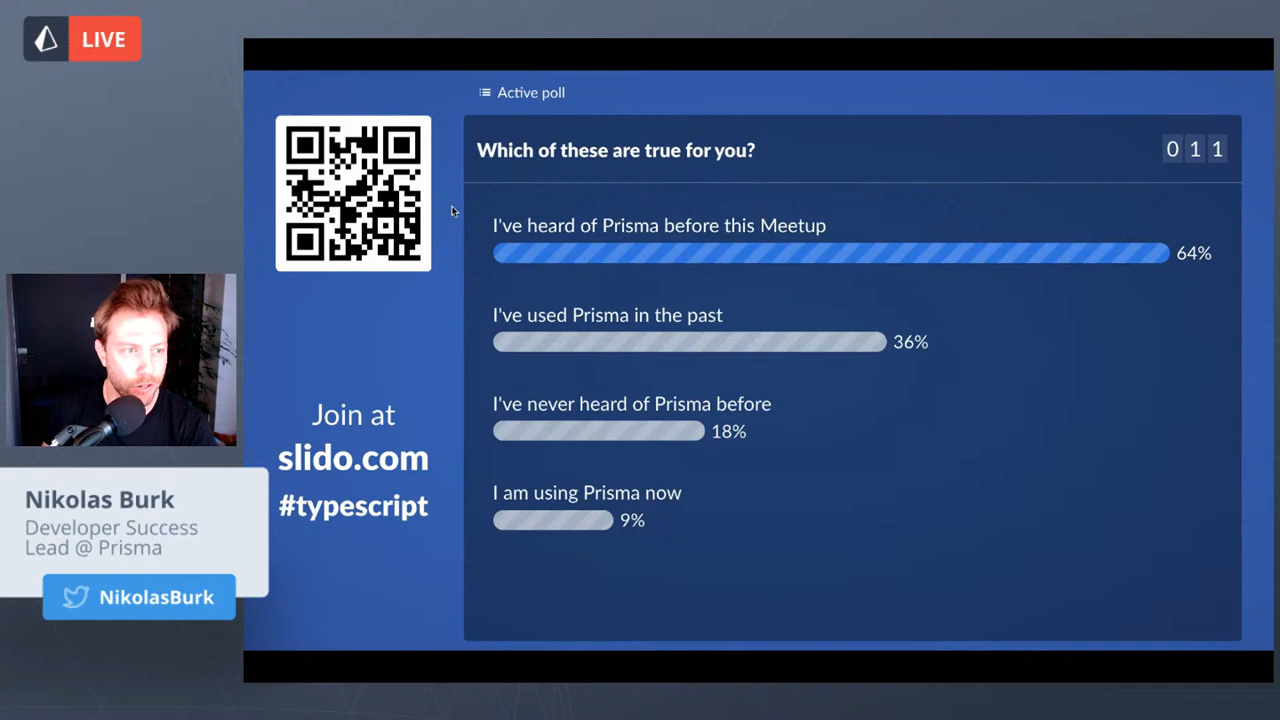 LIVE
Active poll
Which of these are true for you?
0 1 1
I've heard of Prisma before this Meetup
64%
I've used Prisma in the past
36%
I've never heard of Prisma before
18%
I am using Prisma now
9%
Join at
slido.com
#typescript
Nikolas Burk
Developer Success
Lead @ Prisma
NikolasBurk